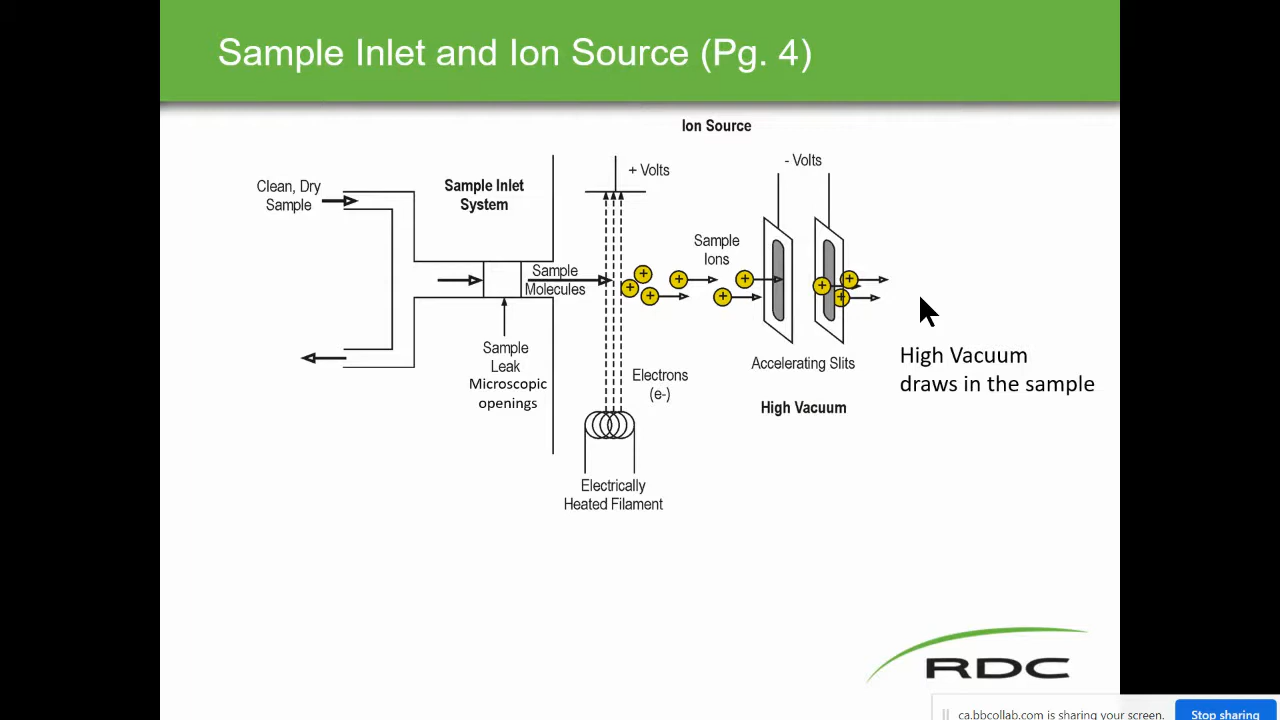 Sample Inlet and Ion Source (Pg. 4)
Ion Source
+ Volts
- Volts
Clean, Dry
Sample
Sample Inlet
System
Sample
Ions
Sample
Molecules
+
+
+
+
+
+
+
+
+
Sample
Leak
Microscopic
openings
Accelerating Slits
High Vacuum
draws in the sample
Electrons
(e-)
High Vacuum
Electrically
Heated Filament
RDC
ca.bbcollab.com is sharing your screen.
Stop sharing